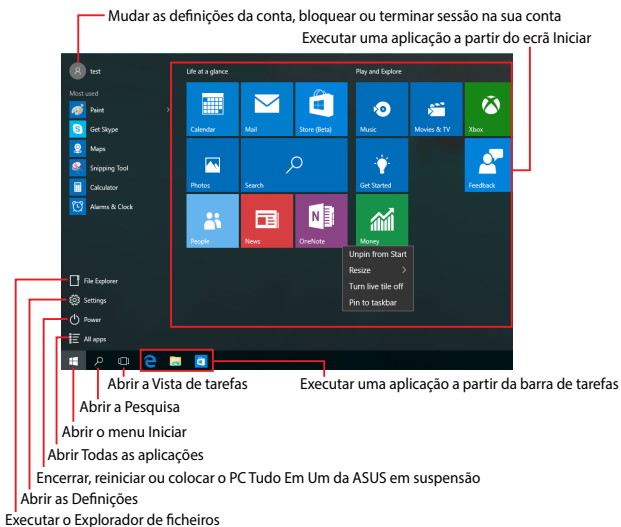 Mudar as definições da conta, bloquear ou terminar sessão na sua conta
Executar uma aplicação a partir do ecrã Iniciar
test
Most used
Paint
Get Skype
Maps
Snipping Tool
Calculator
Alarms & Clock
File Explorer
Settings
Power
All apps
Life at a glance
Play and Explore
Calendar
Mail
Store (Beta)
Music
Movies & TV
Xbox
Photos
Search
Get Started
Feedback
People
News
OneNote
Money
Unpin from Start
Resize
Turn live tile off
Pin to taskbar
Abrir a Vista de tarefas
Executar uma aplicação a partir da barra de tarefas
Abrir a Pesquisa
Abrir o menu Iniciar
Abrir Todas as aplicações
Encerrar, reiniciar ou colocar o PC Tudo Em Um da ASUS em suspensão
Abrir as Definições
Executar o Explorador de ficheiros